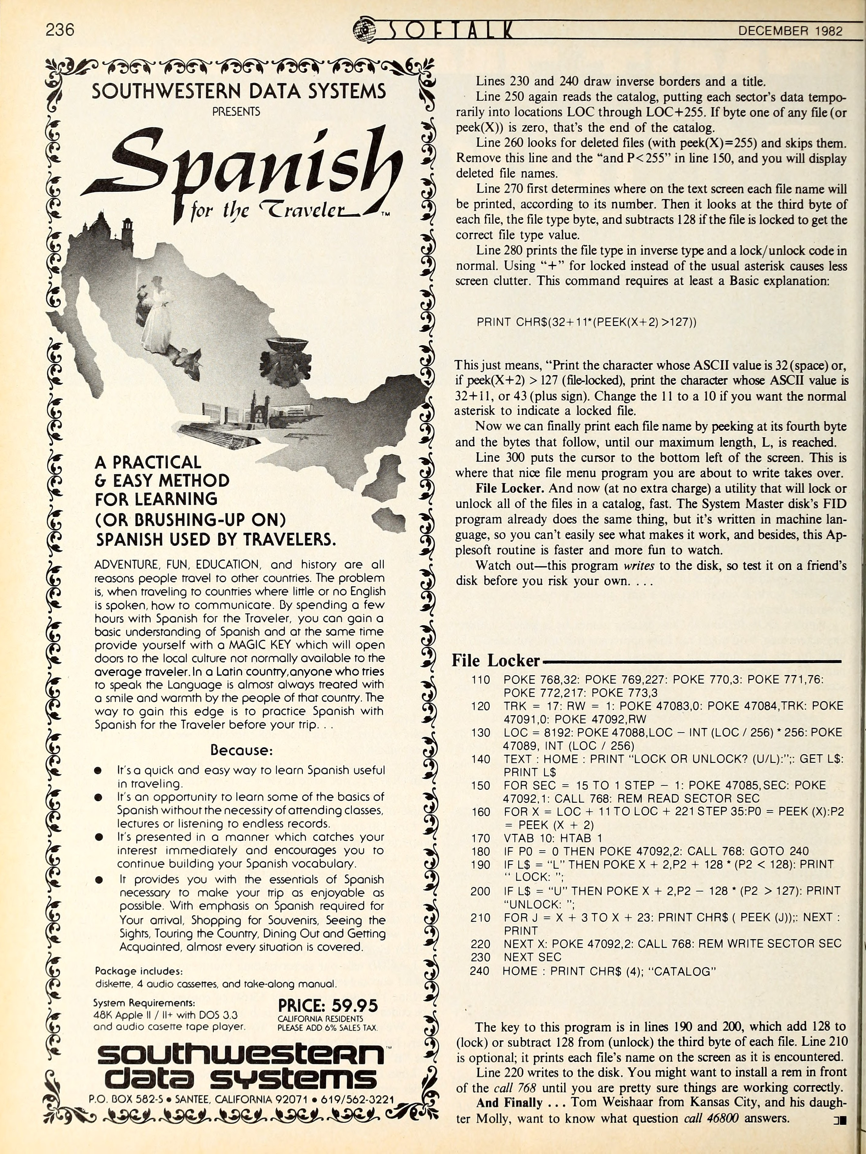 236
SOFTALK
DECEMBER 1982
SOUTHWESTERN DATA SYSTEMS
PRESENTS
Spanish
for the Traveler™
A PRACTICAL
& EASY METHOD
FOR LEARNING
(OR BRUSHING-UP ON)
SPANISH USED BY TRAVELERS.
ADVENTURE, FUN, EDUCATION, and history are all
reasons people travel to other countries. The problem
is, when traveling to countries where little or no English
is spoken, how to communicate. By spending a few
hours with Spanish for the Traveler, you can gain a
basic understanding of Spanish and at the same time
provide yourself with a MAGIC KEY which will open
doors to the local culture not normally available to the
average traveler. In a Latin country, anyone who tries
to speak the Language is almost always treated with
a smile and warmth by the people of that country. The
way to gain this edge is to practice Spanish with
Spanish for the Traveler before your trip. . .
Because:
● It's a quick and easy way to learn Spanish useful
in traveling.
● It's an opportunity to learn some of the basics of
Spanish without the necessity of attending classes,
lectures or listening to endless records.
● It's presented in a manner which catches your
interest immediately and encourages you to
continue building your Spanish vocabulary.
● It provides you with the essentials of Spanish
necessary to make your trip as enjoyable as
possible. With emphasis on Spanish required for
Your arrival, Shopping for Souvenirs, Seeing the
Sights, Touring the Country, Dining Out and Getting
Acquainted, almost every situation is covered.
Package includes:
diskette, 4 audio cassettes, and take-along manual.
System Requirements:
48K Apple II / II+ with DOS 3.3
and audio casette tape player.
PRICE: 59.95
CALIFORNIA RESIDENTS
PLEASE ADD 6% SALES TAX.
southwestern™
data systems
P.O. BOX 582-S ● SANTEE, CALIFORNIA 92071 ● 619/562-3221
Lines 230 and 240 draw inverse borders and a title.
Line 250 again reads the catalog, putting each sector's data tempo-
rarily into locations LOC through LOC+255. If byte one of any file (or
peek(X)) is zero, that's the end of the catalog.
Line 260 looks for deleted files (with peek(X)=255) and skips them.
Remove this line and the "and P<255" in line 150, and you will display
deleted file names.
Line 270 first determines where on the text screen each file name will
be printed, according to its number. Then it looks at the third byte of
each file, the file type byte, and subtracts 128 if the file is locked to get the
correct file type value.
Line 280 prints the file type in inverse type and a lock/unlock code in
normal. Using "+" for locked instead of the usual asterisk causes less
screen clutter. This command requires at least a Basic explanation:
PRINT CHR$(32+11*(PEEK(X+2) >127))
This just means, "Print the character whose ASCII value is 32 (space) or,
if peek(X+2) > 127 (file-locked), print the character whose ASCII value is
32+11, or 43 (plus sign). Change the 11 to a 10 if you want the normal
asterisk to indicate a locked file.
Now we can finally print each file name by peeking at its fourth byte
and the bytes that follow, until our maximum length, L, is reached.
Line 300 puts the cursor to the bottom left of the screen. This is
where that nice file menu program you are about to write takes over.
File Locker. And now (at no extra charge) a utility that will lock or
unlock all of the files in a catalog, fast. The System Master disk's FID
program already does the same thing, but it's written in machine lan-
guage, so you can't easily see what makes it work, and besides, this Ap-
plesoft routine is faster and more fun to watch.
Watch out—this program writes to the disk, so test it on a friend's
disk before you risk your own. . . .
File Locker
110 POKE 768,32: POKE 769,227: POKE 770,3: POKE 771,76:
POKE 772,217: POKE 773,3
120 TRK = 17: RW = 1: POKE 47083,0: POKE 47084,TRK: POKE
47091,0: POKE 47092,RW
130 LOC = 8192: POKE 47088,LOC – INT (LOC / 256) * 256: POKE
47089, INT (LOC / 256)
140 TEXT : HOME : PRINT "LOCK OR UNLOCK? (U/L):";: GET L$:
PRINT L$
150 FOR SEC = 15 TO 1 STEP – 1: POKE 47085,SEC: POKE
47092,1: CALL 768: REM READ SECTOR SEC
160 FOR X = LOC + 11 TO LOC + 221 STEP 35:P0 = PEEK (X):P2
= PEEK (X + 2)
170 VTAB 10: HTAB 1
180 IF P0 = 0 THEN POKE 47092,2: CALL 768: GOTO 240
190 IF L$ = "L" THEN POKE X + 2,P2 + 128 * (P2 < 128): PRINT
" LOCK: ";
200 IF L$ = "U" THEN POKE X + 2,P2 – 128 * (P2 > 127): PRINT
"UNLOCK: ";
210 FOR J = X + 3 TO X + 23: PRINT CHR$ ( PEEK (J));: NEXT :
PRINT
220 NEXT X: POKE 47092,2: CALL 768: REM WRITE SECTOR SEC
230 NEXT SEC
240 HOME : PRINT CHR$ (4); "CATALOG"
The key to this program is in lines 190 and 200, which add 128 to
(lock) or subtract 128 from (unlock) the third byte of each file. Line 210
is optional; it prints each file's name on the screen as it is encountered.
Line 220 writes to the disk. You might want to install a rem in front
of the call 768 until you are pretty sure things are working correctly.
And Finally . . . Tom Weishaar from Kansas City, and his daugh-
ter Molly, want to know what question call 46800 answers.